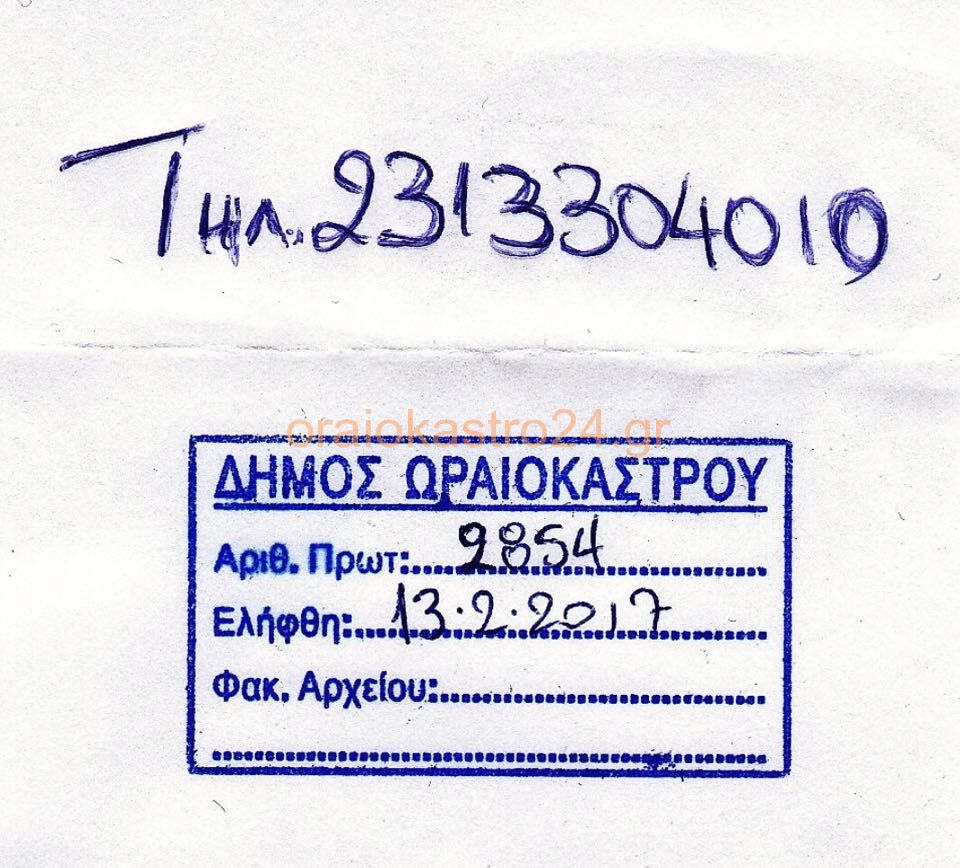 Τηλ. 2313304010
oraiokastro24.gr
ΔΗΜΟΣ ΩΡΑΙΟΚΑΣΤΡΟΥ
Αριθ. Πρωτ: 2854
Ελήφθη: 13.2.2017
Φακ. Αρχείου: